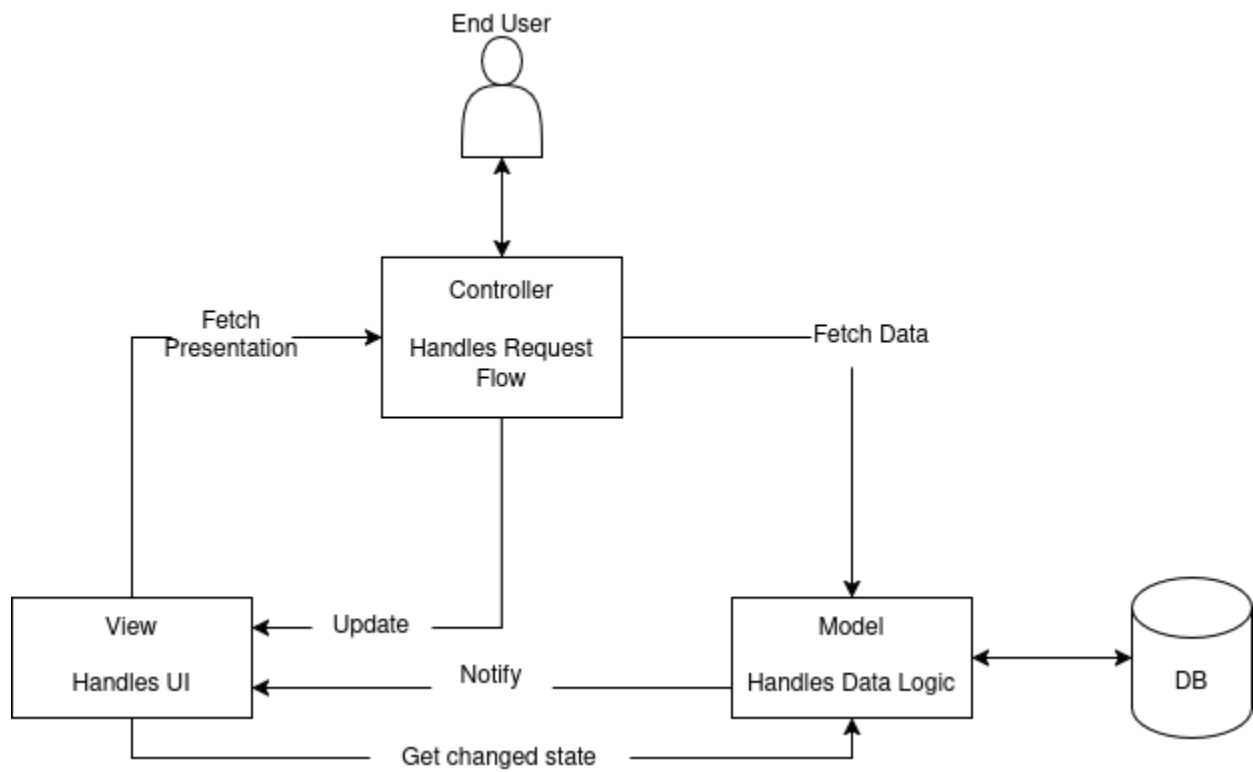 End User
Controller
Handles Request
Flow
Fetch
Presentation
Fetch Data
View
Handles UI
Update
Notify
Model
Handles Data Logic
DB
Get changed state